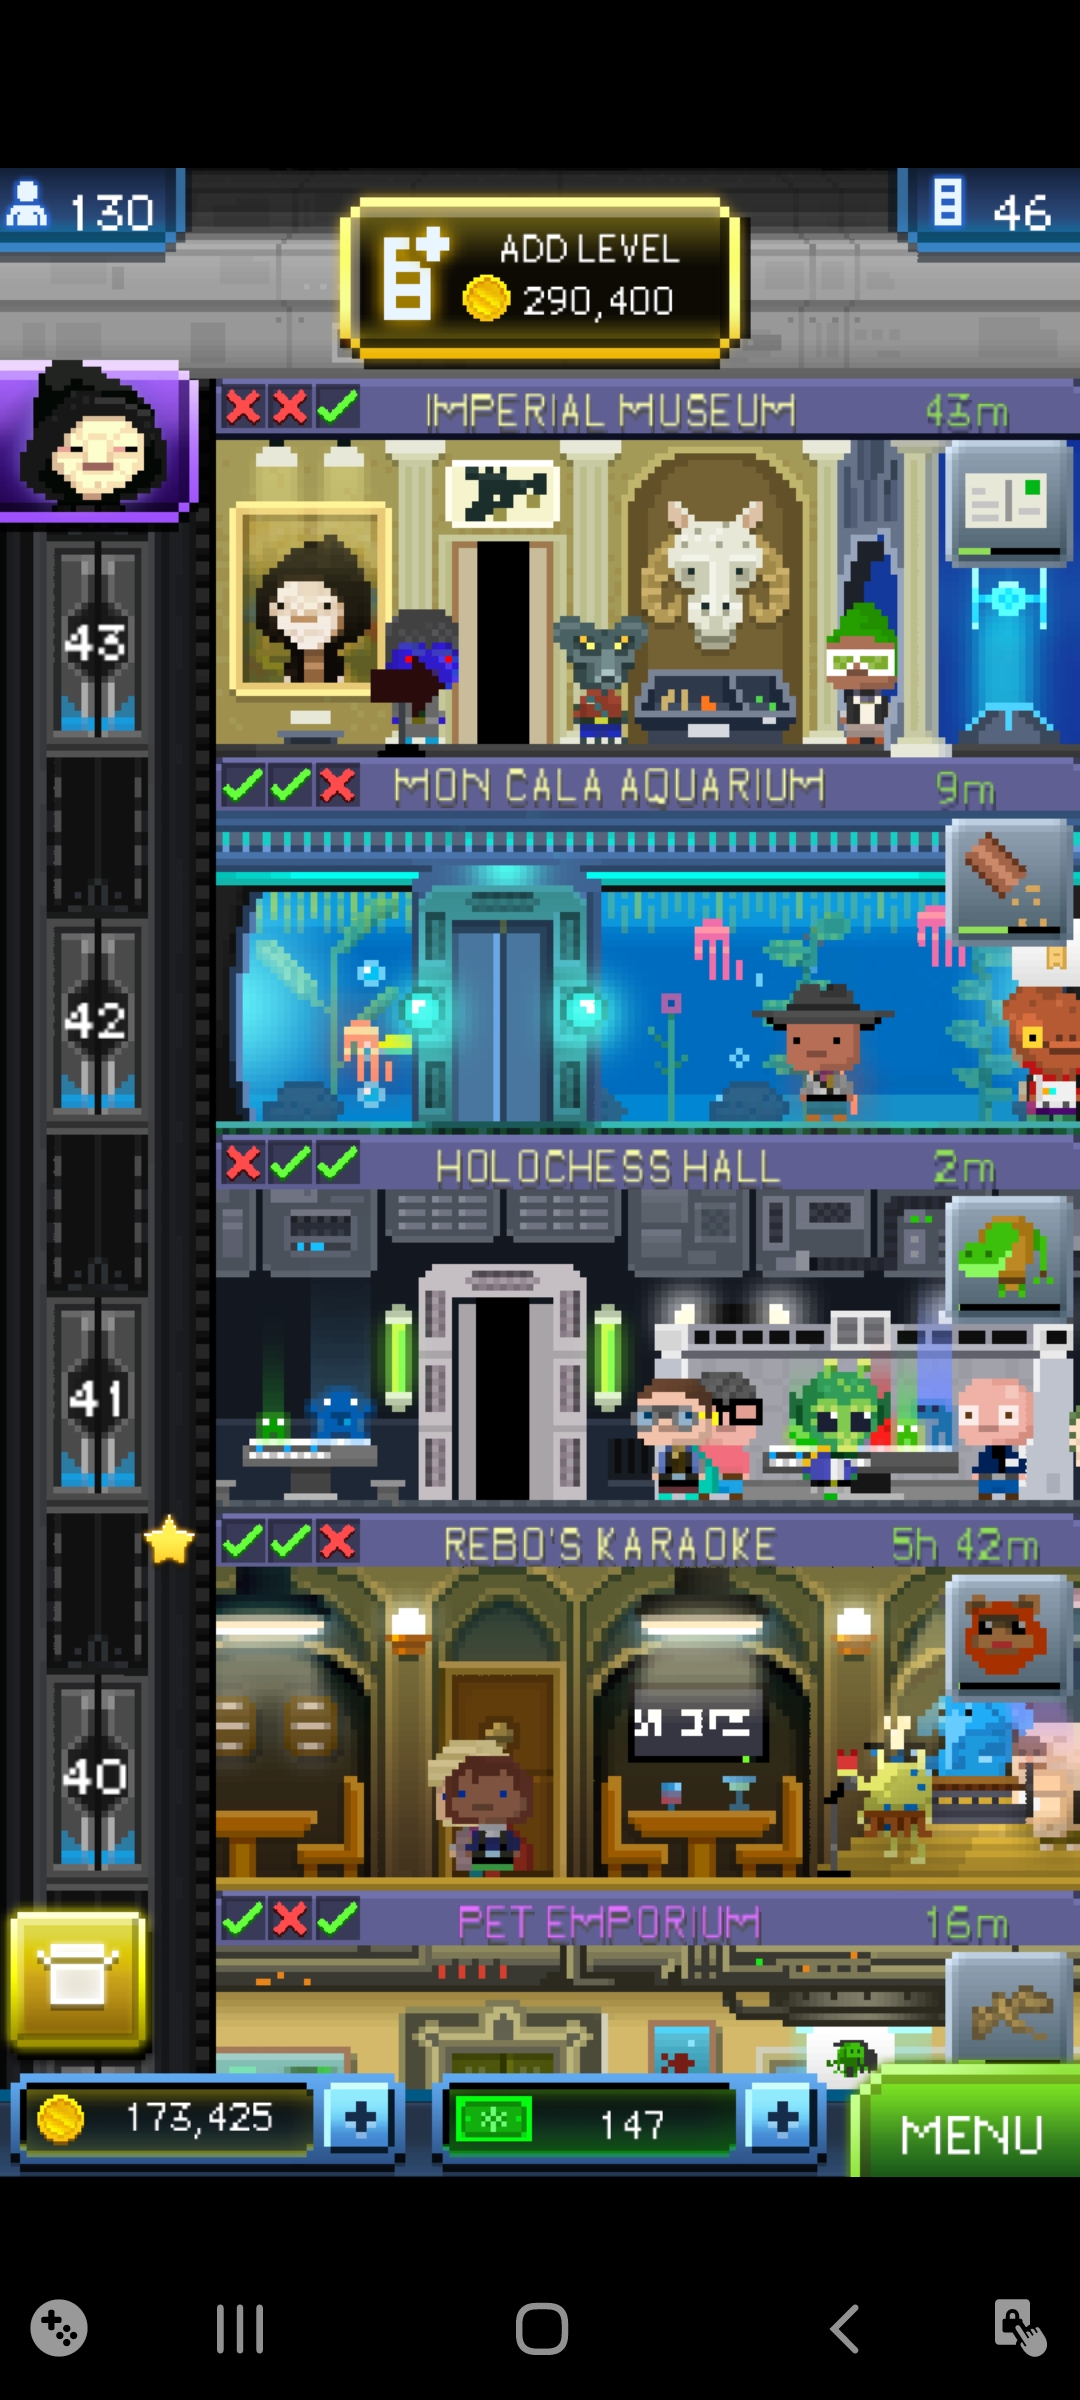 130
ADD LEVEL
290,400
46
IMPERIAL MUSEUM 43m
43
MON CALA AQUARIUM 9m
42
HOLOCHESS HALL 2m
41
REBO'S KARAOKE 5h 42m
40
PET EMPORIUM 16m
173,425
147
MENU